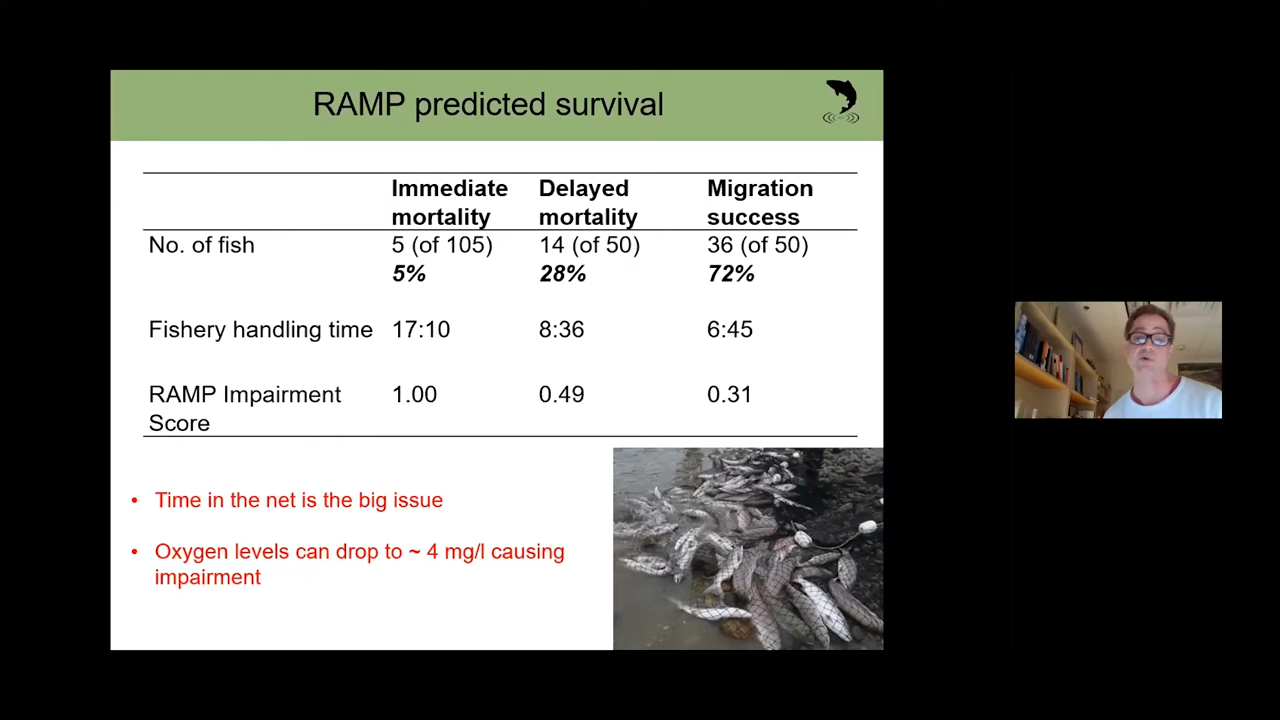 RAMP predicted survival
Immediate mortality Delayed mortality Migration success
No. of fish 5 (of 105) 14 (of 50) 36 (of 50)
5% 28% 72%
Fishery handling time 17:10 8:36 6:45
RAMP Impairment Score 1.00 0.49 0.31
• Time in the net is the big issue
• Oxygen levels can drop to ~ 4 mg/l causing
impairment